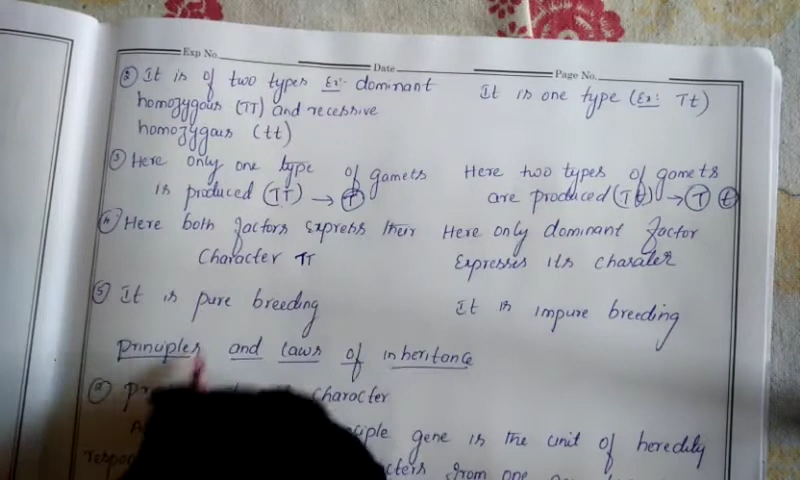 Exp No.
Date
Page No.
② It is of two types Ex:- dominant
homozygous (TT) and recessive
homozygous (tt)
It is one type (Ex: Tt)
③ Here only one type of gamets
is produced (TT) → T
Here two types of gamets
are produced (Tt) → T t
④ Here both factors express their
character TT
Here only dominant factor
Expresses its charater
⑤ It is pure breeding
It is impure breeding
principles and laws of inheritance
character
gene is the unit of heredity
from one